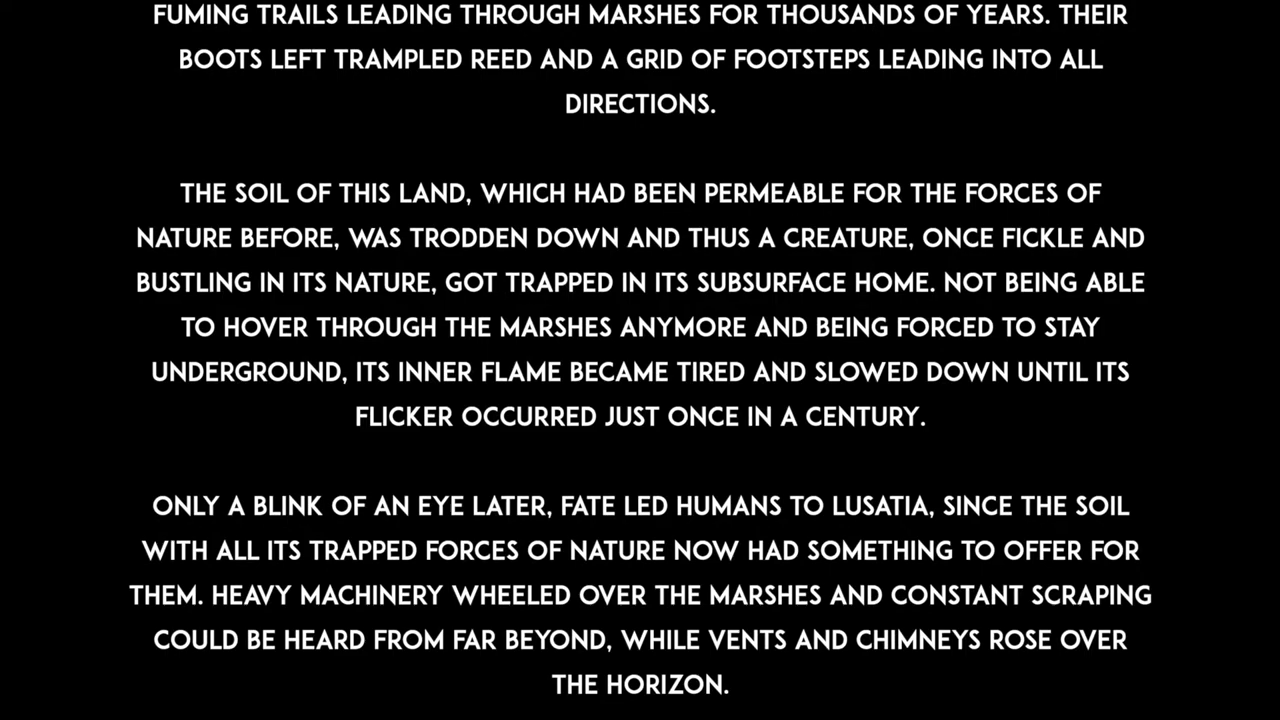 FUMING TRAILS LEADING THROUGH MARSHES FOR THOUSANDS OF YEARS. THEIR
BOOTS LEFT TRAMPLED REED AND A GRID OF FOOTSTEPS LEADING INTO ALL
DIRECTIONS.
THE SOIL OF THIS LAND, WHICH HAD BEEN PERMEABLE FOR THE FORCES OF
NATURE BEFORE, WAS TRODDEN DOWN AND THUS A CREATURE, ONCE FICKLE AND
BUSTLING IN ITS NATURE, GOT TRAPPED IN ITS SUBSURFACE HOME. NOT BEING ABLE
TO HOVER THROUGH THE MARSHES ANYMORE AND BEING FORCED TO STAY
UNDERGROUND, ITS INNER FLAME BECAME TIRED AND SLOWED DOWN UNTIL ITS
FLICKER OCCURRED JUST ONCE IN A CENTURY.
ONLY A BLINK OF AN EYE LATER, FATE LED HUMANS TO LUSATIA, SINCE THE SOIL
WITH ALL ITS TRAPPED FORCES OF NATURE NOW HAD SOMETHING TO OFFER FOR
THEM. HEAVY MACHINERY WHEELED OVER THE MARSHES AND CONSTANT SCRAPING
COULD BE HEARD FROM FAR BEYOND, WHILE VENTS AND CHIMNEYS ROSE OVER
THE HORIZON.